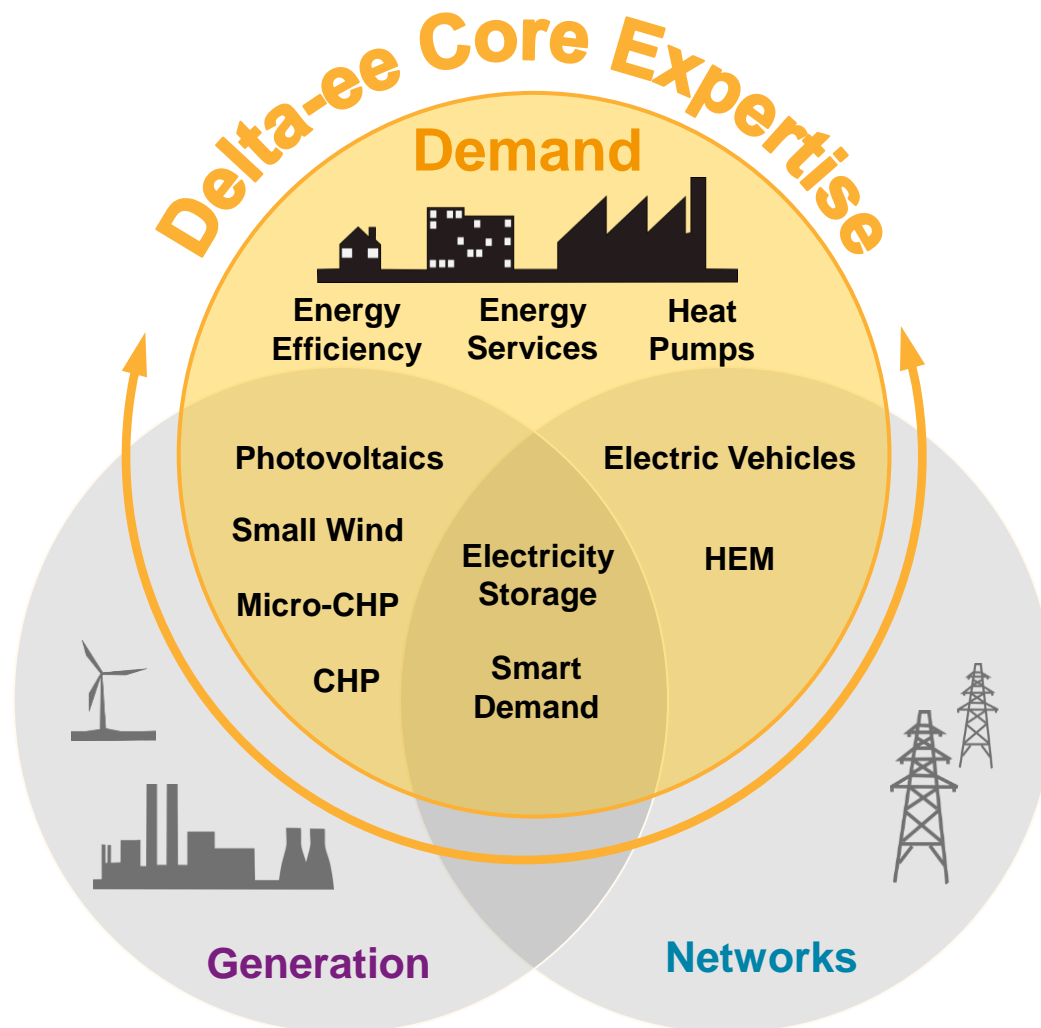 Delta-ee Core Expertise
Demand
Energy
Efficiency
Energy
Services
Heat
Pumps
Photovoltaics
Small Wind
Micro-CHP
CHP
Electricity
Storage
Smart
Demand
Electric Vehicles
HEM
Generation
Networks